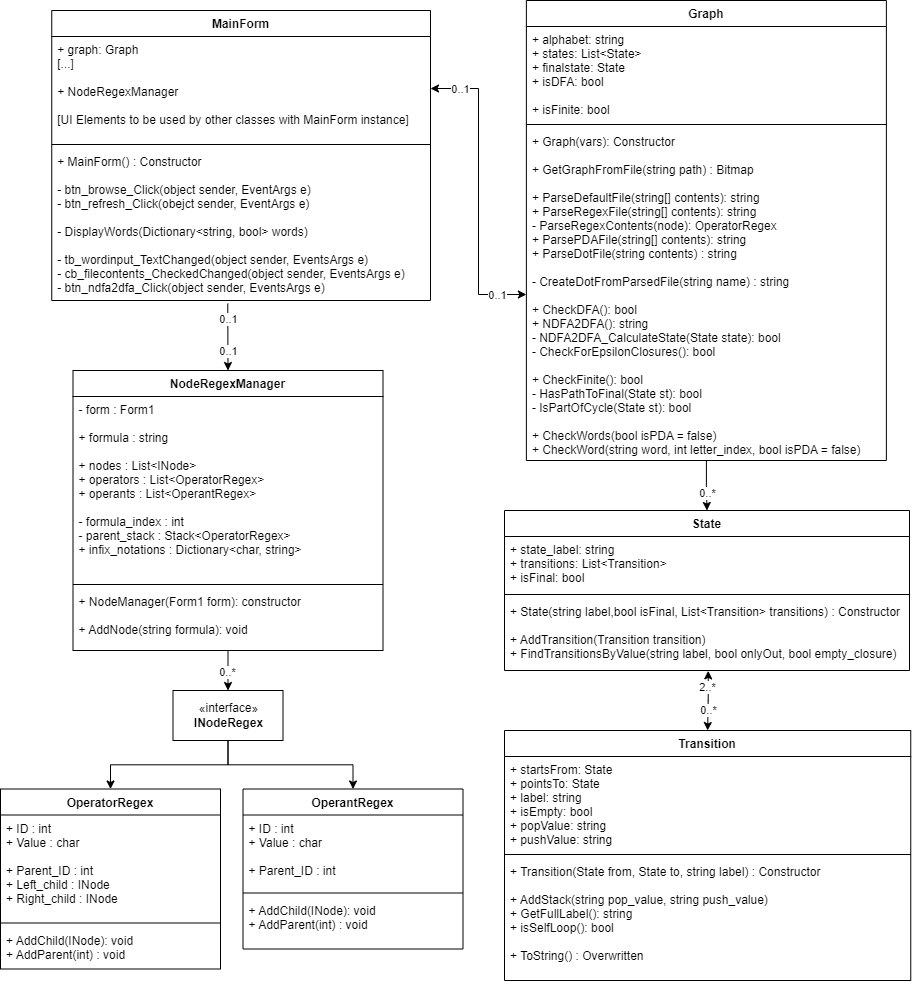 MainForm
+ graph: Graph
[...]
+ NodeRegexManager
[UI Elements to be used by other classes with MainForm instance]
+ MainForm() : Constructor
- btn_browse_Click(object sender, EventArgs e)
- btn_refresh_Click(obejct sender, EventArgs e)
- DisplayWords(Dictionary<string, bool> words)
- tb_wordinput_TextChanged(object sender, EventArgs e)
- cb_filecontents_CheckedChanged(object sender, EventsArgs e)
- btn_ndfa2dfa_Click(object sender, EventsArgs e)
0..1
0..1
0..1
0..1
Graph
+ alphabet: string
+ states: List<State>
+ finalstate: State
+ isDFA: bool
+ isFinite: bool
+ Graph(vars): Constructor
+ GetGraphFromFile(string path) : Bitmap
+ ParseDefaultFile(string[] contents): string
+ ParseRegexFile(string[] contents): string
- ParseRegexContents(node): OperatorRegex
+ ParsePDAFile(string[] contents): string
+ ParseDotFile(string contents) : string
- CreateDotFromParsedFile(string name) : string
+ CheckDFA(): bool
+ NDFA2DFA(): string
- NDFA2DFA_CalculateState(State state): bool
- CheckForEpsilonClosures(): bool
+ CheckFinite(): bool
- HasPathToFinal(State st): bool
- IsPartOfCycle(State st): bool
+ CheckWords(bool isPDA = false)
+ CheckWord(string word, int letter_index, bool isPDA = false)
0..*
NodeRegexManager
- form : Form1
+ formula : string
+ nodes : List<INode>
+ operators : List<OperatorRegex>
+ operants : List<OperantRegex>
- formula_index : int
- parent_stack : Stack<OperatorRegex>
+ infix_notations : Dictionary<char, string>
+ NodeManager(Form1 form): constructor
+ AddNode(string formula): void
0..*
«interface»
INodeRegex
OperatorRegex
+ ID : int
+ Value : char
+ Parent_ID : int
+ Left_child : INode
+ Right_child : INode
+ AddChild(INode): void
+ AddParent(int) : void
OperantRegex
+ ID : int
+ Value : char
+ Parent_ID : int
+ AddChild(INode): void
+ AddParent(int) : void
State
+ state_label: string
+ transitions: List<Transition>
+ isFinal: bool
+ State(string label,bool isFinal, List<Transition> transitions) : Constructor
+ AddTransition(Transition transition)
+ FindTransitionsByValue(string label, bool onlyOut, bool empty_closure)
2..*
0..*
Transition
+ startsFrom: State
+ pointsTo: State
+ label: string
+ isEmpty: bool
+ popValue: string
+ pushValue: string
+ Transition(State from, State to, string label) : Constructor
+ AddStack(string pop_value, string push_value)
+ GetFullLabel(): string
+ isSelfLoop(): bool
+ ToString() : Overwritten